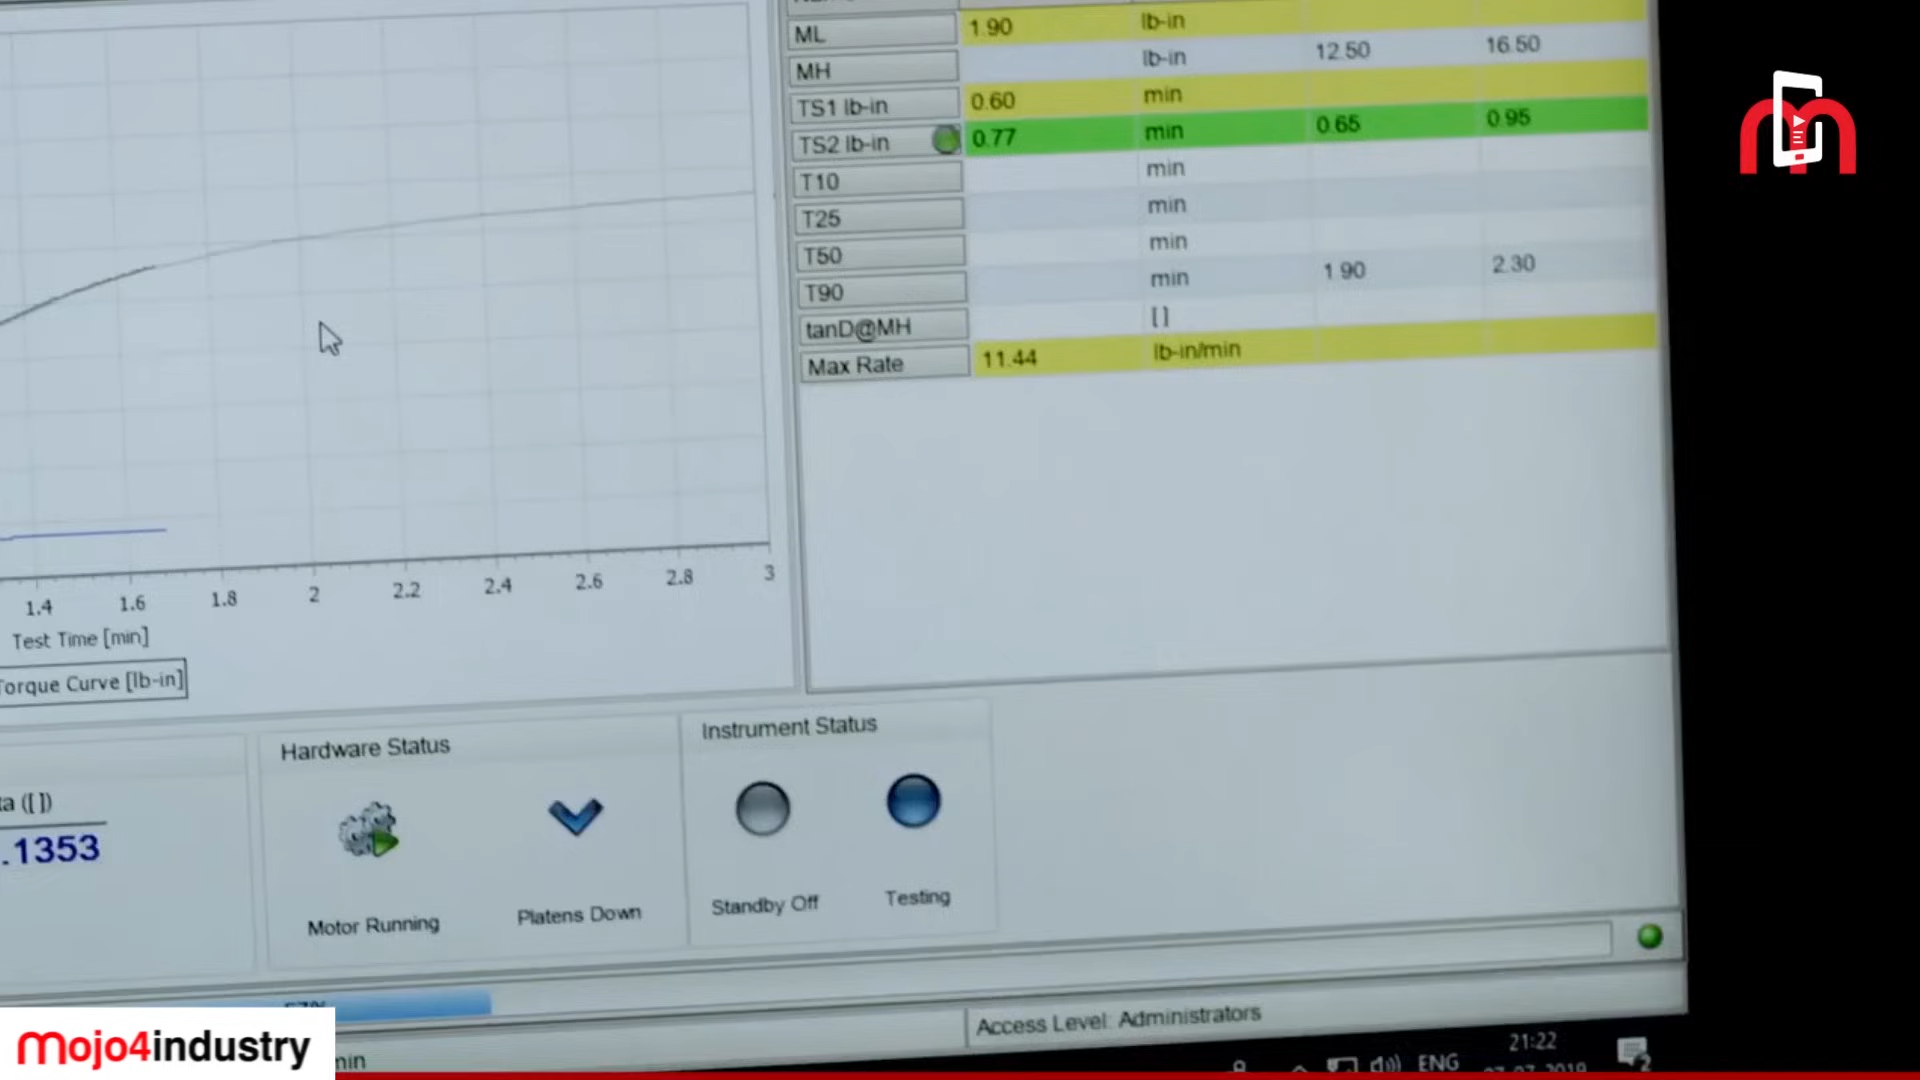 ML 1.90 lb-in
MH lb-in 12.50 16.50
TS1 lb-in 0.60 min
TS2 lb-in 0.77 min 0.65 0.95
T10 min
T25 min
T50 min
T90 min 1.90 2.30
tanD@MH []
Max Rate 11.44 lb-in/min
1.4 1.6 1.8 2 2.2 2.4 2.6 2.8 3
Test Time [min]
Torque Curve [lb-in]
Hardware Status
Instrument Status
ta ([])
.1353
Motor Running
Platens Down
Standby Off
Testing
Access Level: Administrators
min
ENG
21:22
mojo4industry